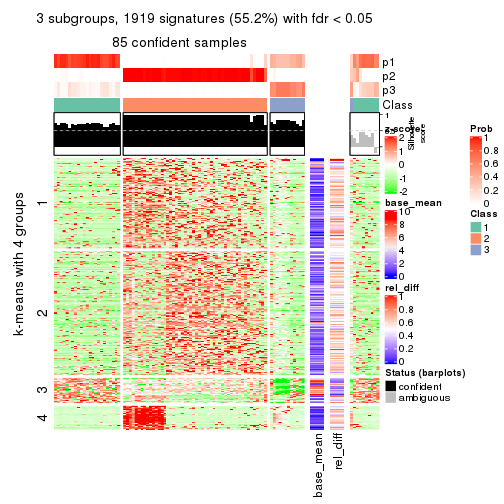 3 subgroups, 1919 signatures (55.2%) with fdr < 0.05
85 confident samples
p1
p2
p3
Class
1
Silhouette
score
k-means with 4 groups
1
2
3
4
base_mean
rel_diff
z-score
2
1
0
-1
-2
base_mean
10
8
6
4
2
0
rel_diff
1
0.8
0.6
0.4
0.2
0
Status (barplots)
confident
ambiguous
Prob
1
0.8
0.6
0.4
0.2
0
Class
1
2
3